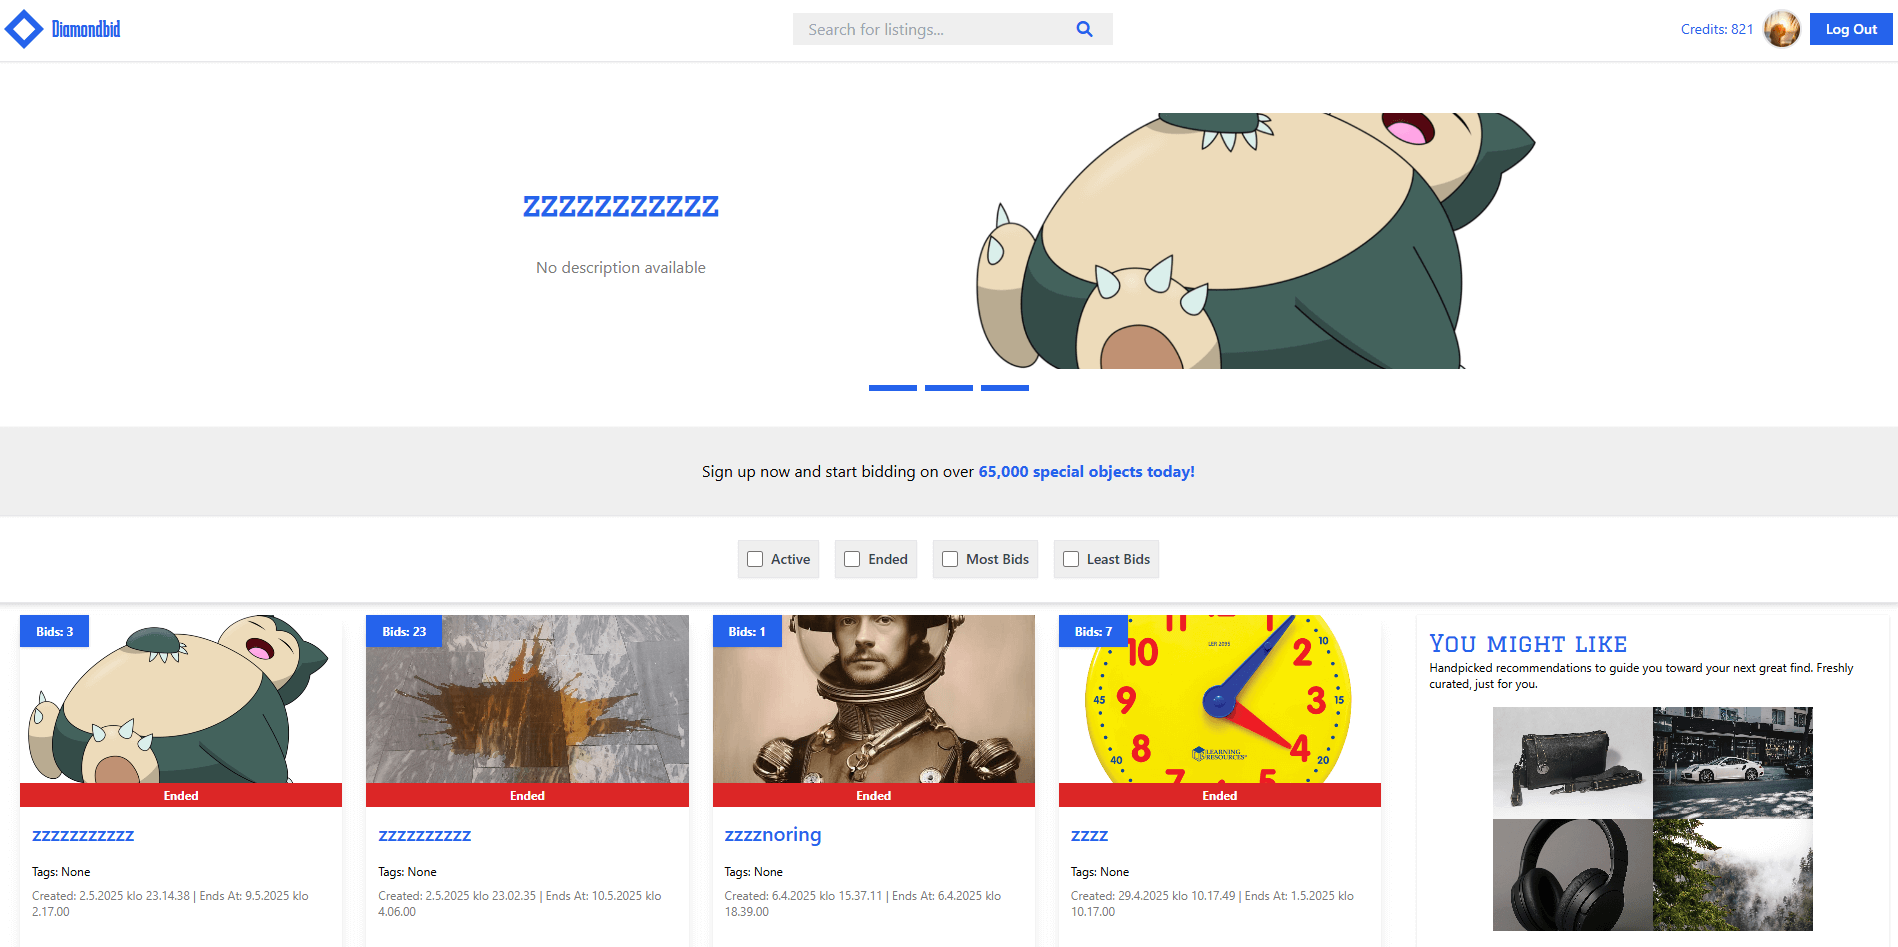 Diamondbid
Search for listings...
Credits: 821
Log Out
zzzzzzzzzzz
No description available
Sign up now and start bidding on over 65,000 special objects today!
Active
Ended
Most Bids
Least Bids
Bids: 3
Ended
zzzzzzzzzzz
Tags: None
Created: 2.5.2025 klo 23.14.38 | Ends At: 9.5.2025 klo
2.17.00
Bids: 23
Ended
zzzzzzzzzz
Tags: None
Created: 2.5.2025 klo 23.02.35 | Ends At: 10.5.2025 klo
4.06.00
Bids: 1
Ended
zzzznoring
Tags: None
Created: 6.4.2025 klo 15.37.11 | Ends At: 6.4.2025 klo
18.39.00
Bids: 7
11
LER 2095
10
10
2
45
9
3
15
8
LEARNING
RESOURCES
4
40
20
7
5
Ended
zzzz
Tags: None
Created: 29.4.2025 klo 10.17.49 | Ends At: 1.5.2025 klo
10.17.00
You might like
Handpicked recommendations to guide you toward your next great find. Freshly
curated, just for you.